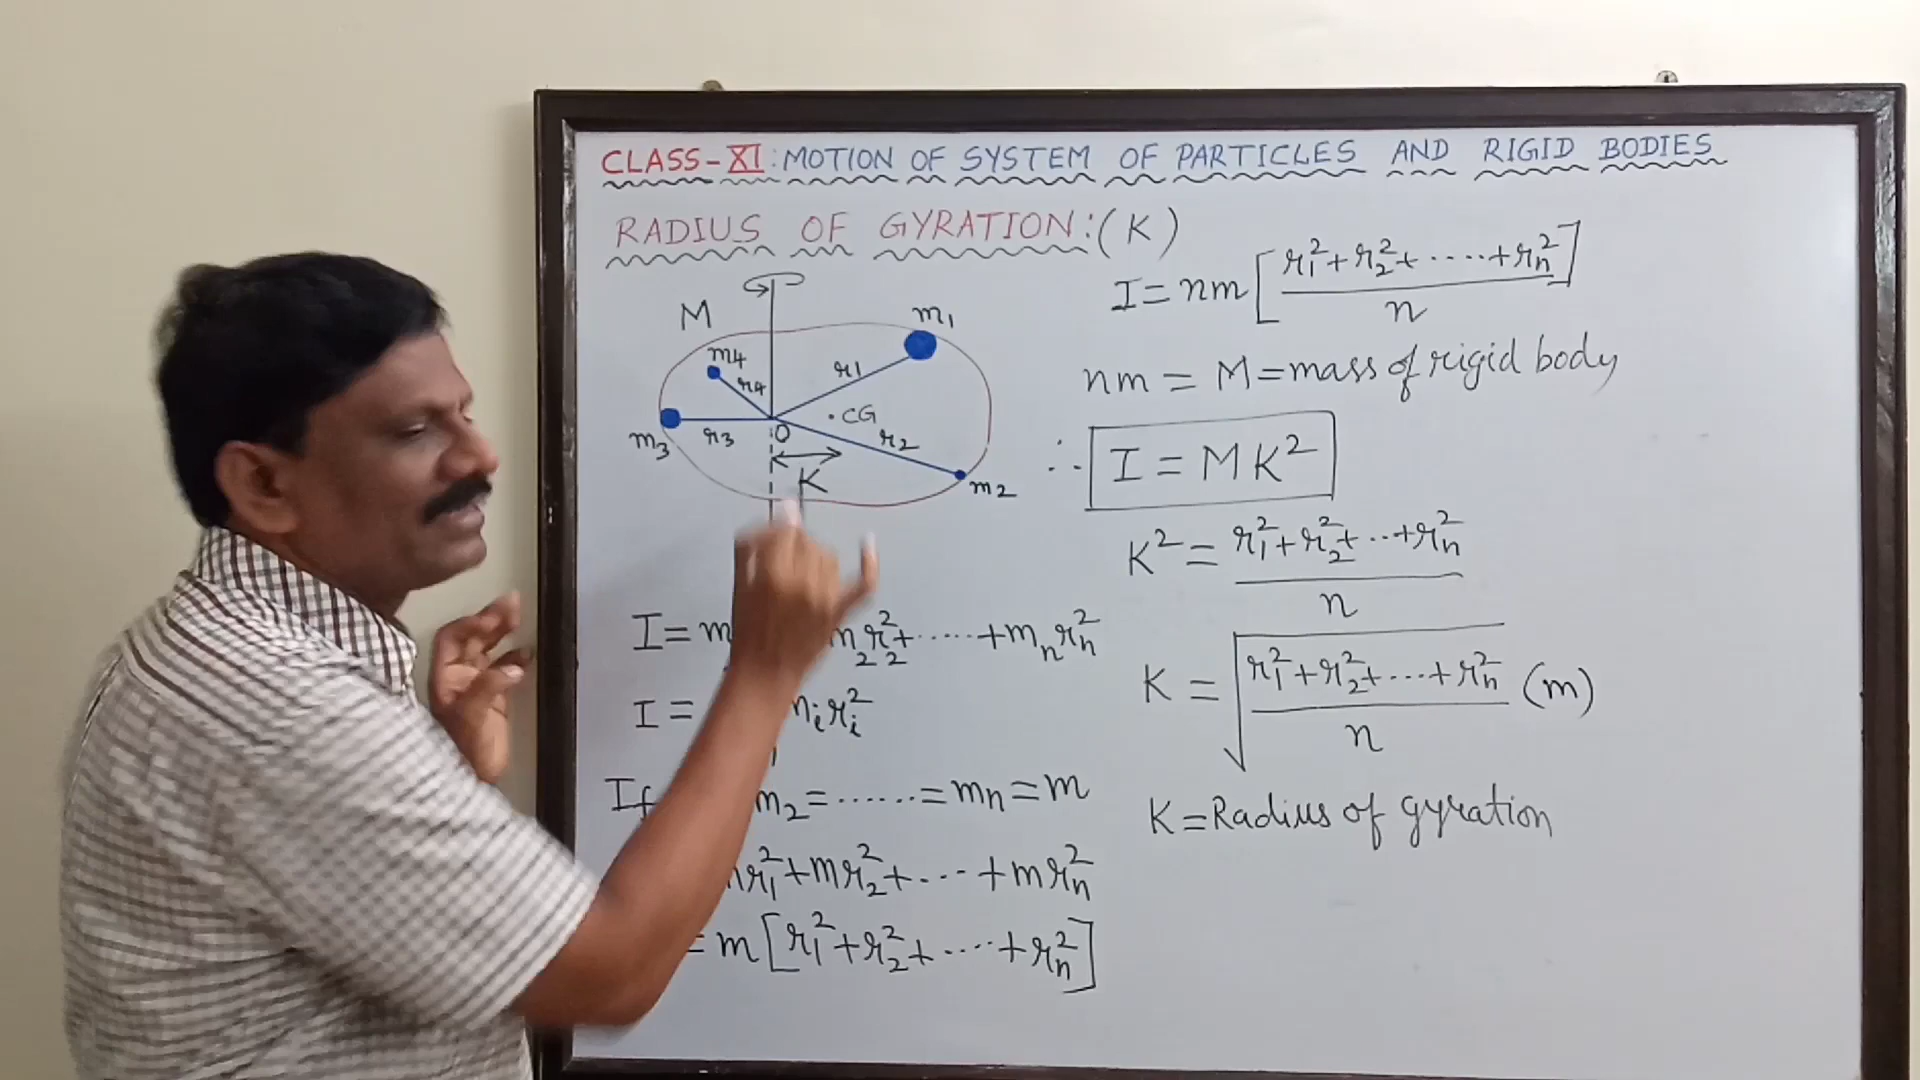 CLASS-XI: MOTION OF SYSTEM OF PARTICLES AND RIGID BODIES
RADIUS OF GYRATION: (K)
M
m₁
m₄
r₁
r₄
.CG
m₃
r₃
O
r₂
K
m₂
I = m m₂r₂² + ..... + mₙrₙ²
I = mᵢrᵢ²
If m₂ = ...... = mₙ = m
mr₁² + mr₂² + .... + mrₙ²
= m[r₁² + r₂² + ..... + rₙ²]
I = nm [(r₁² + r₂² + ..... + rₙ²)/n]
nm = M = mass of rigid body
∴ I = MK²
K² = (r₁² + r₂² + .. + rₙ²)/n
K = √((r₁² + r₂² + .... + rₙ²)/n) (m)
K = Radius of gyration